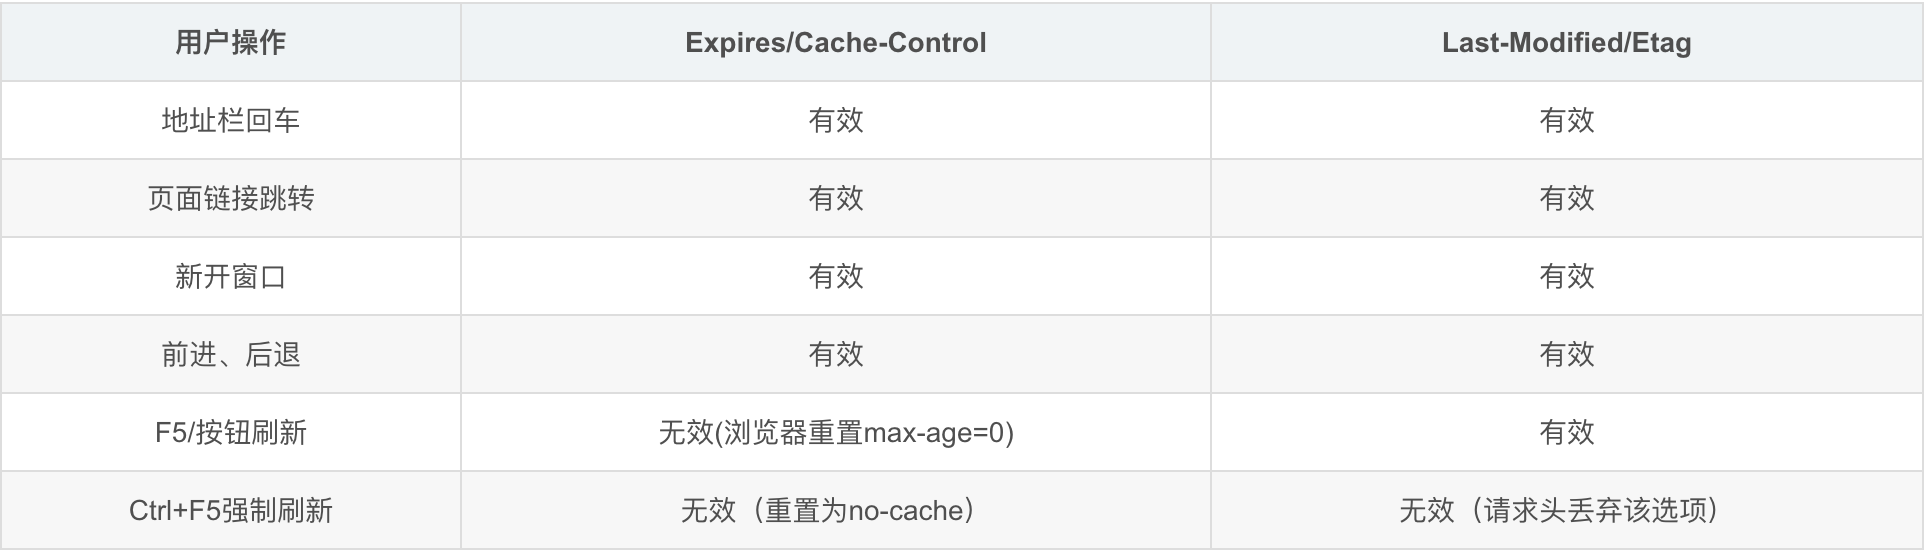 用户操作 Expires/Cache-Control Last-Modified/Etag
地址栏回车 有效 有效
页面链接跳转 有效 有效
新开窗口 有效 有效
前进、后退 有效 有效
F5/按钮刷新 无效(浏览器重置max-age=0) 有效
Ctrl+F5强制刷新 无效（重置为no-cache） 无效（请求头丢弃该选项）